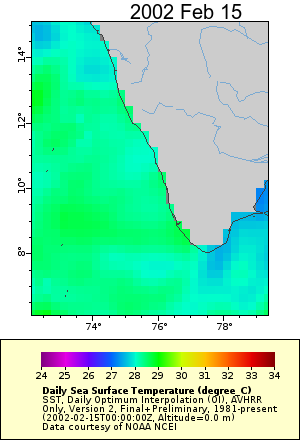 2002 Feb 15
14°
12°
10°
8°
74° 76° 78°
24 25 26 27 28 29 30 31 32 33 34
Daily Sea Surface Temperature (degree_C)
SST, Daily Optimum Interpolation (OI), AVHRR
Only, Version 2, Final+Preliminary, 1981-present
(2002-02-15T00:00:00Z, Altitude=0.0 m)
Data courtesy of NOAA NCEI